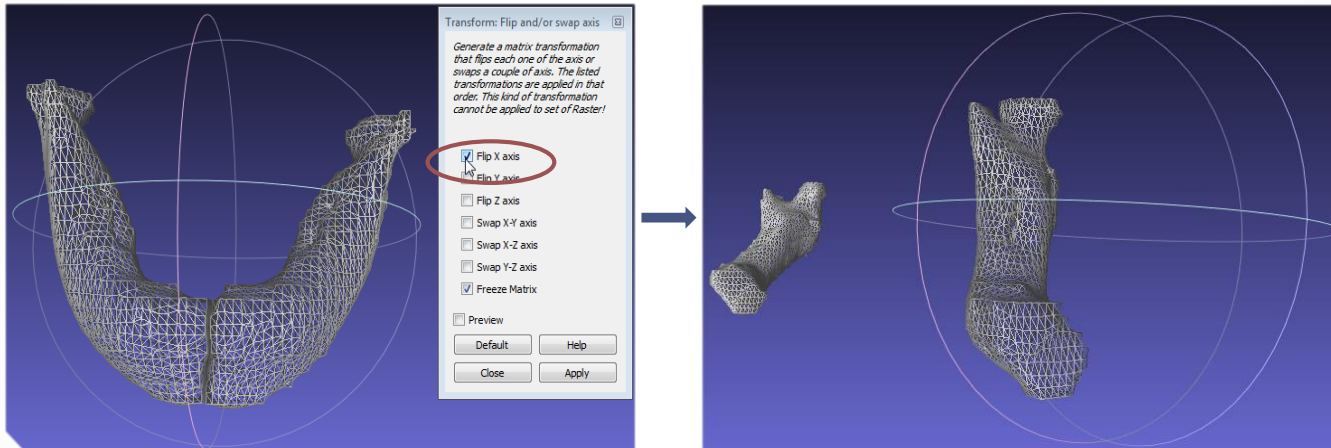 Transform: Flip and/or swap axis
Generate a matrix transformation
that flips each one of the axis or
swaps a couple of axis. The listed
transformations are applied in that
order. This kind of transformation
cannot be applied to set of Raster!
Flip X axis
Flip Y axis
Flip Z axis
Swap X-Y axis
Swap X-Z axis
Swap Y-Z axis
Freeze Matrix
Preview
Default Help
Close Apply